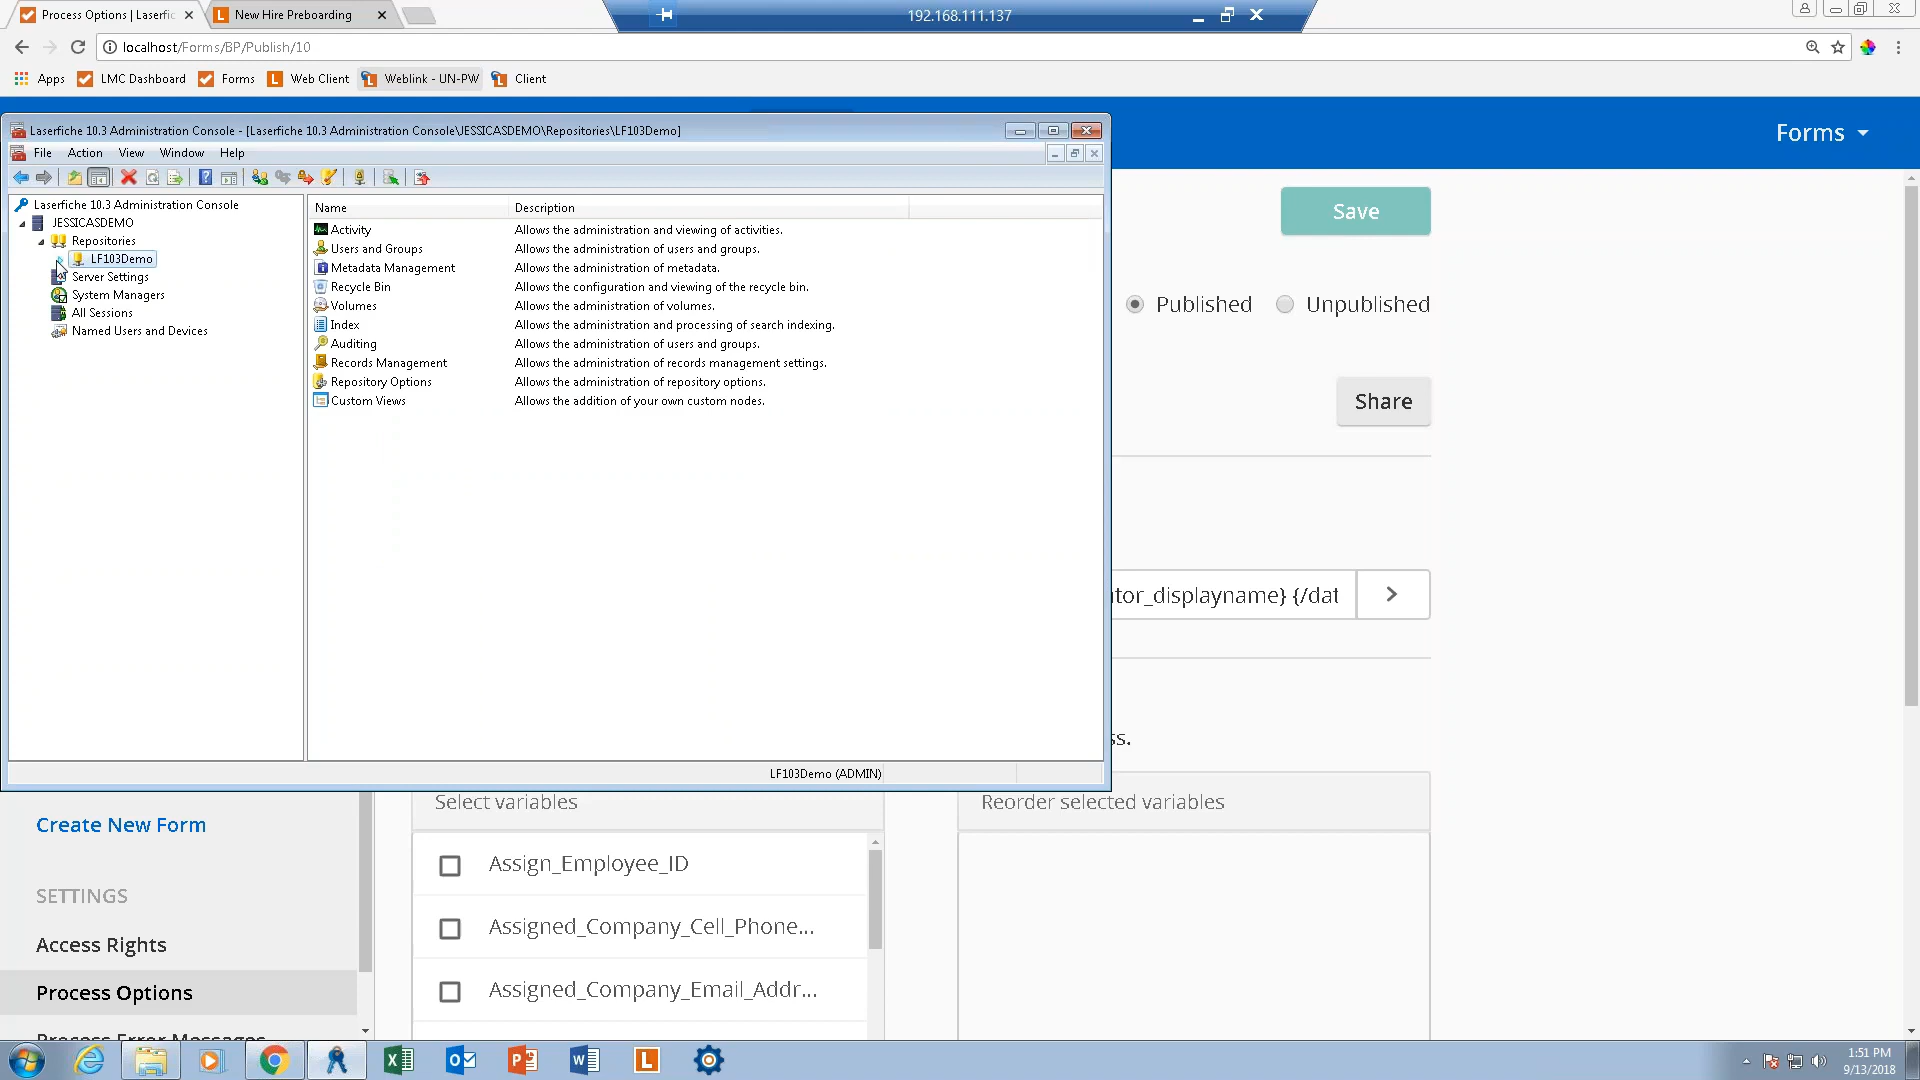 Process Options | Laserfic
New Hire Preboarding
192.168.111.137
localhost/Forms/BP/Publish/10
Apps
LMC Dashboard
Forms
Web Client
Weblink - UN-PW
Client
Forms
Laserfiche 10.3 Administration Console - [Laserfiche 10.3 Administration Console\JESSICASDEMO\Repositories\LF103Demo]
File Action View Window Help
Laserfiche 10.3 Administration Console
JESSICASDEMO
Repositories
LF103Demo
Server Settings
System Managers
All Sessions
Named Users and Devices
Name Description
Activity Allows the administration and viewing of activities.
Users and Groups Allows the administration of users and groups.
Metadata Management Allows the administration of metadata.
Recycle Bin Allows the configuration and viewing of the recycle bin.
Volumes Allows the administration of volumes.
Index Allows the administration and processing of search indexing.
Auditing Allows the administration of users and groups.
Records Management Allows the administration of records management settings.
Repository Options Allows the administration of repository options.
Custom Views Allows the addition of your own custom nodes.
LF103Demo (ADMIN)
Save
Published Unpublished
Share
tor_displayname} {/dat
ss.
Select variables
Reorder selected variables
Assign_Employee_ID
Assigned_Company_Cell_Phone...
Assigned_Company_Email_Addr...
Create New Form
SETTINGS
Access Rights
Process Options
Process Error Messages
1:51 PM
9/13/2018